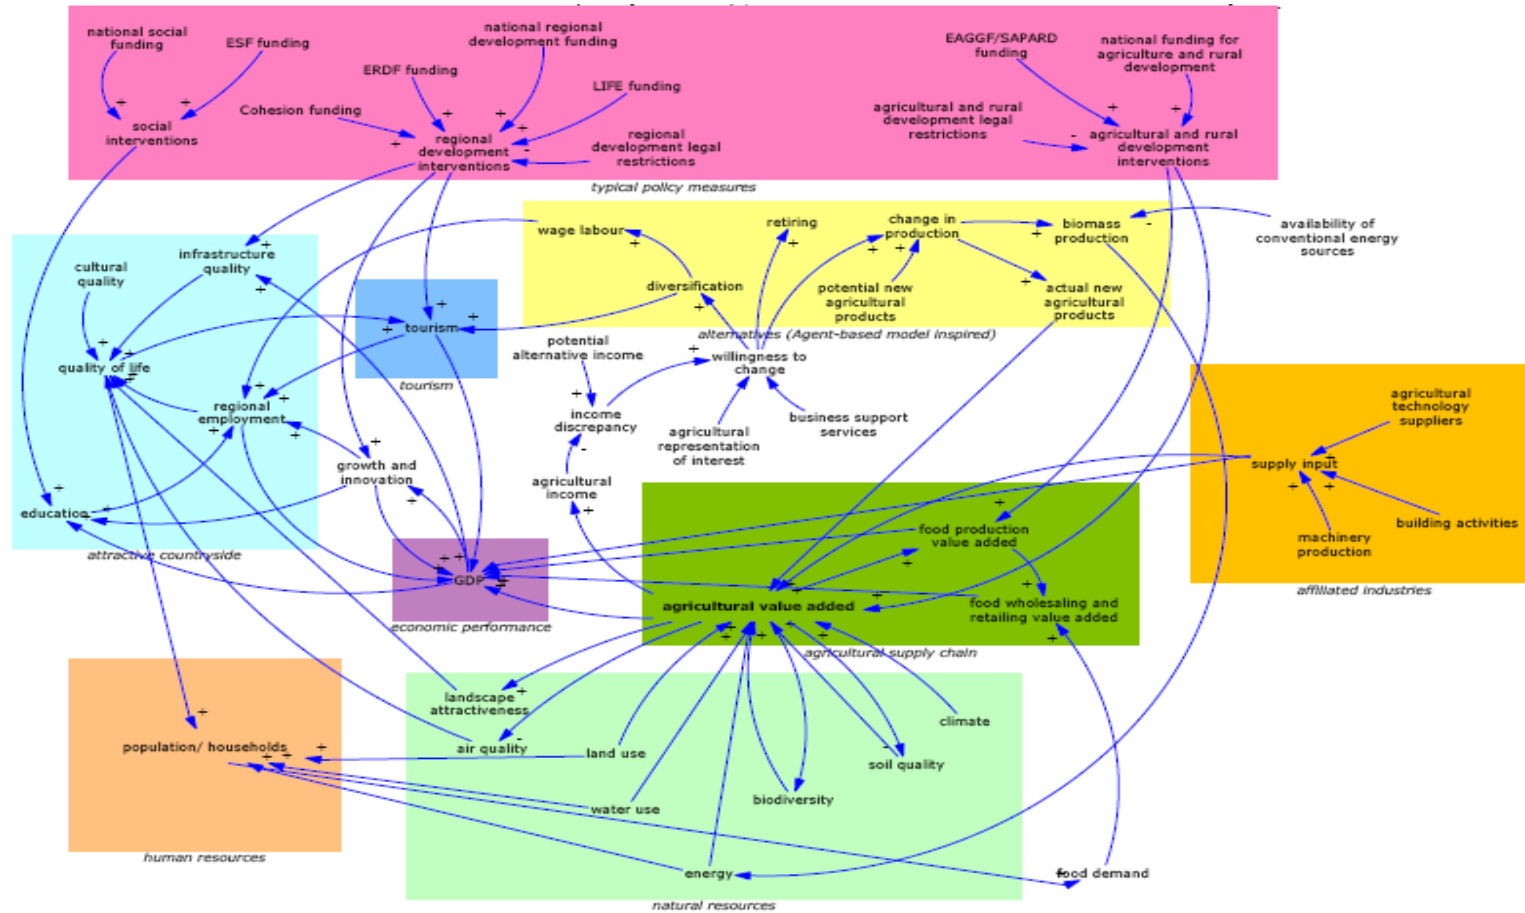 national social
funding
ESF funding
national regional
development funding
ERDF funding
LIFE funding
Cohesion funding
EAGGF/SAPARD
funding
national funding for
agriculture and rural
development
agricultural and rural
development legal
restrictions
social
interventions
regional
development
interventions
regional
development legal
restrictions
agricultural and rural
development
interventions
typical policy measures
wage labour
retiring
change in
production
biomass
production
availability of
conventional energy
sources
infrastructure
quality
cultural
quality
diversification
potential new
agricultural
products
actual new
agricultural
products
alternatives (Agent-based model inspired)
tourism
tourism
quality of life
potential
alternative income
willingness to
change
regional
employment
income
discrepancy
agricultural
representation
of interest
business support
services
agricultural
technology
suppliers
growth and
innovation
agricultural
income
supply input
education
attractive countryside
building activities
machinery
production
affiliated industries
food production
value added
GDP
economic performance
agricultural value added
food wholesaling and
retailing value added
agricultural supply chain
landscape
attractiveness
air quality
land use
climate
soil quality
population/ households
biodiversity
water use
human resources
energy
food demand
natural resources